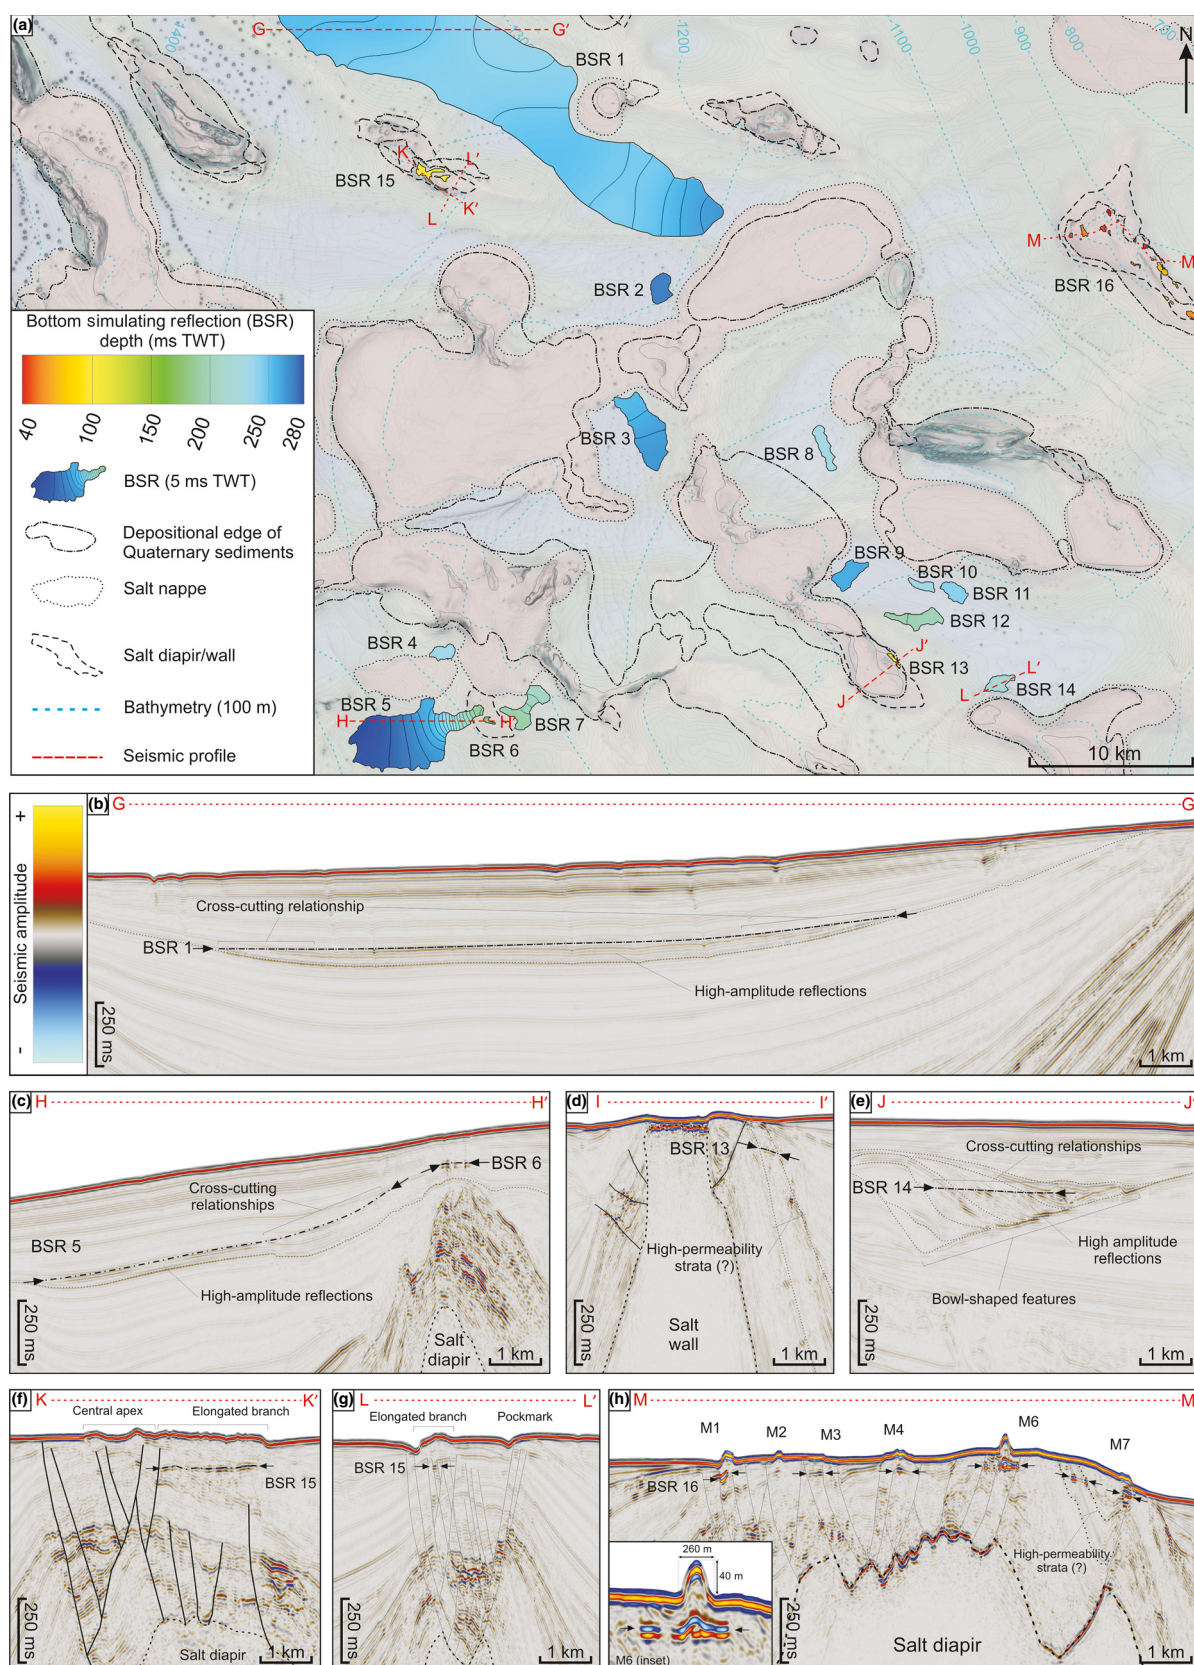 (a)
G
G'
N
1400
1300
1200
1100
1000
900
800
700
BSR 1
K
L'
BSR 15
K'
L
M
M'
BSR 16
BSR 2
BSR 3
BSR 8
BSR 9
BSR 10
BSR 11
BSR 12
J'
BSR 13
J
L'
L
BSR 14
BSR 4
BSR 5
H
H'
BSR 7
BSR 6
10 km
Bottom simulating reflection (BSR)
depth (ms TWT)
40
100
150
200
250
280
BSR (5 ms TWT)
Depositional edge of
Quaternary sediments
Salt nappe
Salt diapir/wall
Bathymetry (100 m)
Seismic profile
+
Seismic amplitude
-
(b)
G
G'
Cross-cutting relationship
BSR 1
High-amplitude reflections
250 ms
1 km
(c)
H
H'
BSR 6
Cross-cutting
relationships
BSR 5
High-amplitude reflections
250 ms
Salt
diapir
1 km
(d)
I
I'
BSR 13
High-permeability
strata (?)
250 ms
Salt
wall
1 km
(e)
J
J'
Cross-cutting relationships
BSR 14
High amplitude
reflections
Bowl-shaped features
250 ms
1 km
(f)
K
K'
Central apex
Elongated branch
BSR 15
250 ms
Salt diapir
1 km
(g)
L
L'
Elongated branch
Pockmark
BSR 15
250 ms
1 km
(h)
M
M'
M1
M2
M3
M4
M6
M7
BSR 16
260 m
40 m
M6 (inset)
High-permeability
strata (?)
250 ms
Salt diapir
1 km